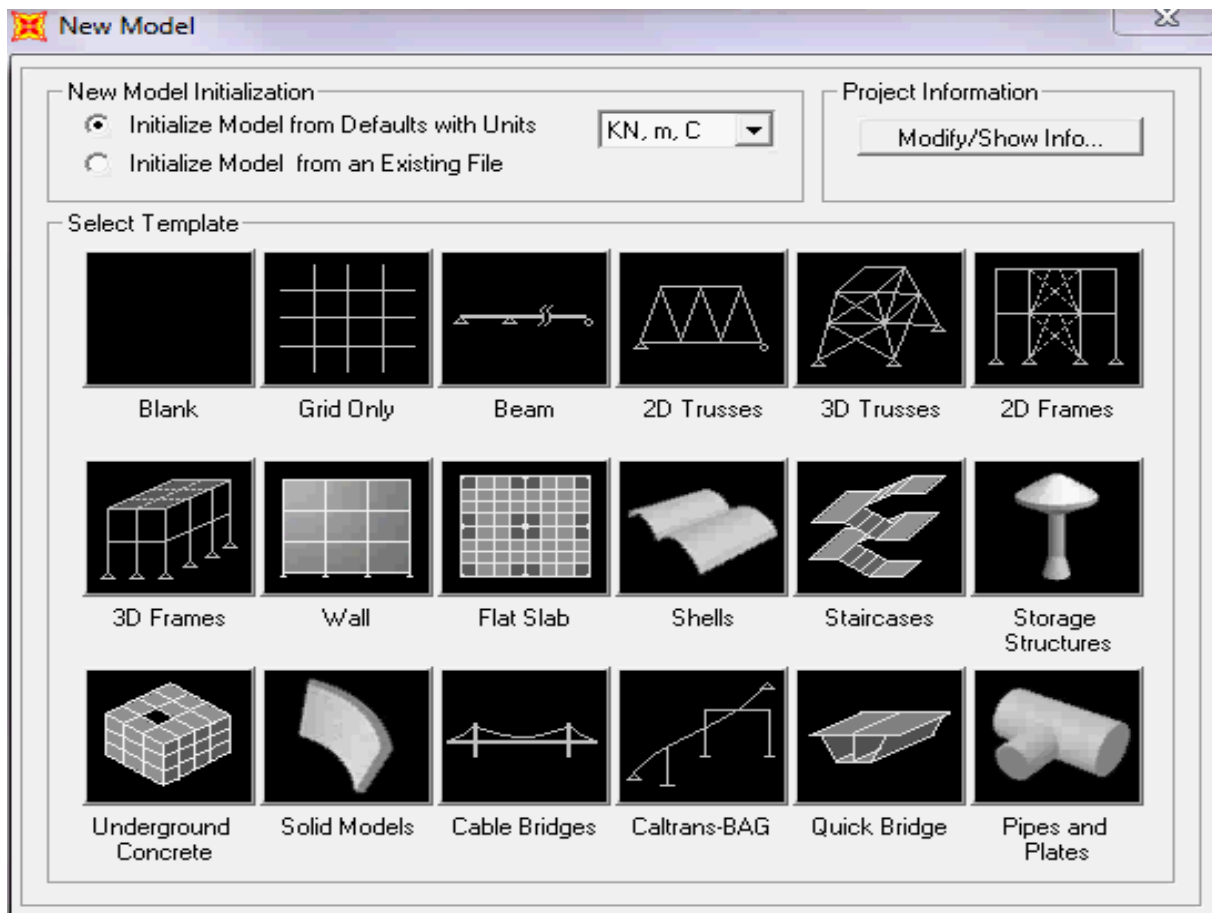 New Model
New Model Initialization
Initialize Model from Defaults with Units
KN, m, C
Initialize Model from an Existing File
Project Information
Modify/Show Info...
Select Template
Blank
Grid Only
Beam
2D Trusses
3D Trusses
2D Frames
3D Frames
Wall
Flat Slab
Shells
Staircases
Storage
Structures
Underground
Concrete
Solid Models
Cable Bridges
Caltrans-BAG
Quick Bridge
Pipes and
Plates